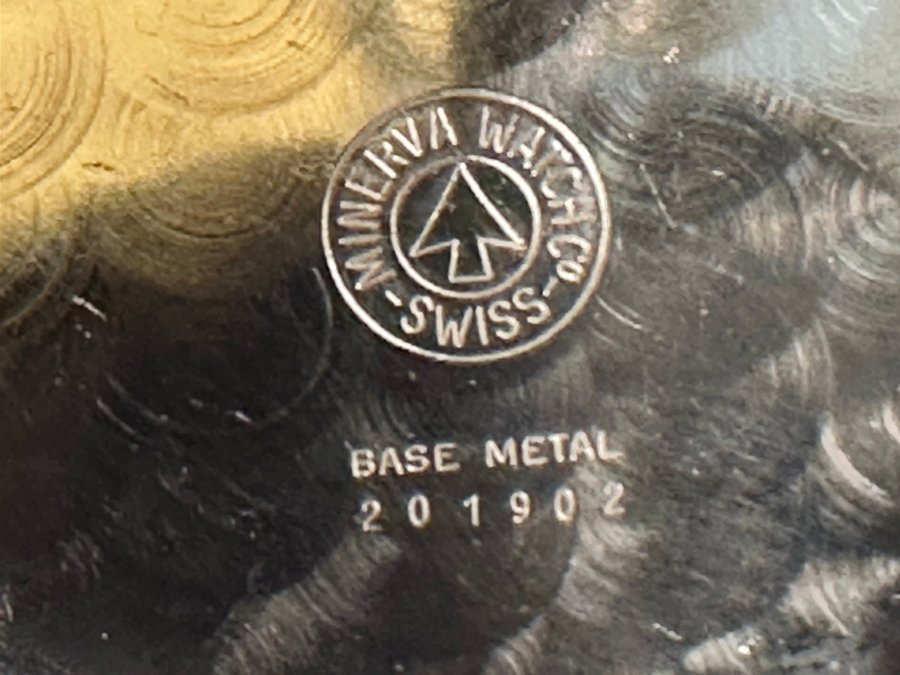 MINERVA WATCH Co
- SWISS -
BASE METAL
201902